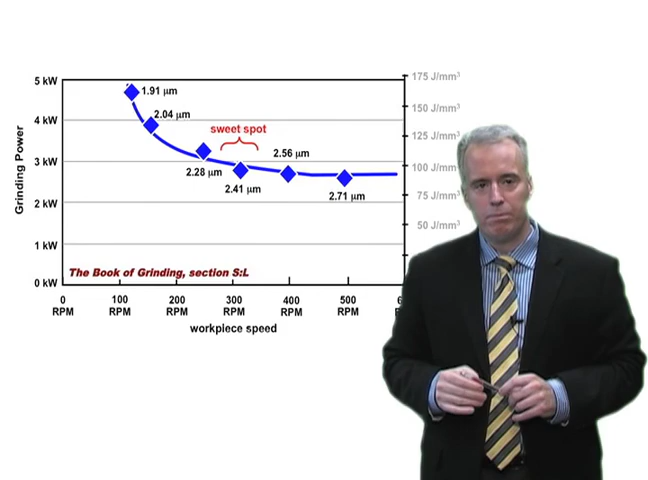 175 J/mm³
5 kW
1.91 µm
150 J/mm³
2.04 µm
4 kW
sweet spot
125 J/mm³
2.56 µm
3 kW
100 J/mm
2.28 µm
2.41 µm
2.71 µm
75 J/mm³
2 kW
50 J/mm³
Grinding Power
1 kW
The Book of Grinding, section S:L
0 kW
0 RPM
100 RPM
200 RPM
300 RPM
400 RPM
500 RPM
workpiece speed